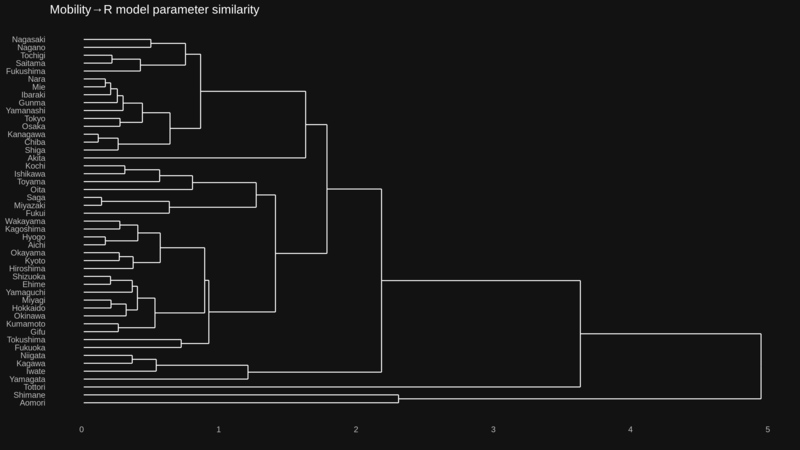 Mobility→R model parameter similarity
Nagasaki
Nagano
Tochigi
Saitama
Fukushima
Nara
Mie
Ibaraki
Gunma
Yamanashi
Tokyo
Osaka
Kanagawa
Chiba
Shiga
Akita
Kochi
Ishikawa
Toyama
Oita
Saga
Miyazaki
Fukui
Wakayama
Kagoshima
Hyogo
Aichi
Okayama
Kyoto
Hiroshima
Shizuoka
Ehime
Yamaguchi
Miyagi
Hokkaido
Okinawa
Kumamoto
Gifu
Tokushima
Fukuoka
Niigata
Kagawa
Iwate
Yamagata
Tottori
Shimane
Aomori
0 1 2 3 4 5